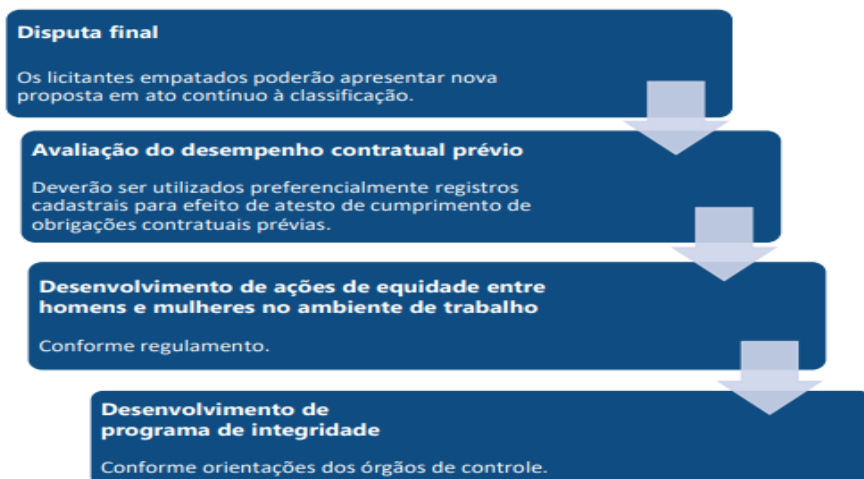 Disputa final
Os licitantes empatados poderão apresentar nova
proposta em ato contínuo à classificação.
Avaliação do desempenho contratual prévio
Deverão ser utilizados preferencialmente registros
cadastrais para efeito de atesto de cumprimento de
obrigações contratuais prévias.
Desenvolvimento de ações de equidade entre
homens e mulheres no ambiente de trabalho
Conforme regulamento.
Desenvolvimento de
programa de integridade
Conforme orientações dos órgãos de controle.